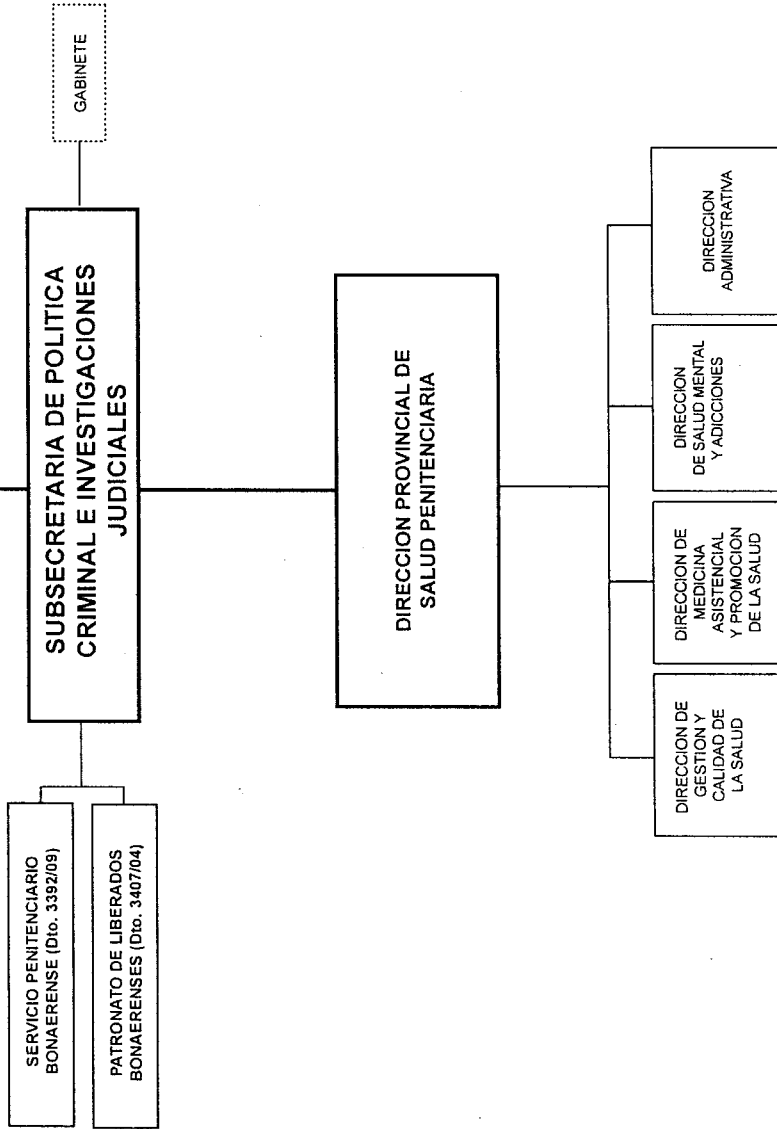 GABINETE
SUBSECRETARIA DE POLITICA
CRIMINAL E INVESTIGACIONES
JUDICIALES
SERVICIO PENITENCIARIO
BONAERENSE (Dto. 3392/09)
PATRONATO DE LIBERADOS
BONAERENSES (Dto. 3407/04)
DIRECCION PROVINCIAL DE
SALUD PENITENCIARIA
DIRECCION DE
GESTION Y
CALIDAD DE
LA SALUD
DIRECCION DE
MEDICINA
ASISTENCIAL
Y PROMOCION
DE LA SALUD
DIRECCION
DE SALUD MENTAL
Y ADICCIONES
DIRECCION
ADMINISTRATIVA